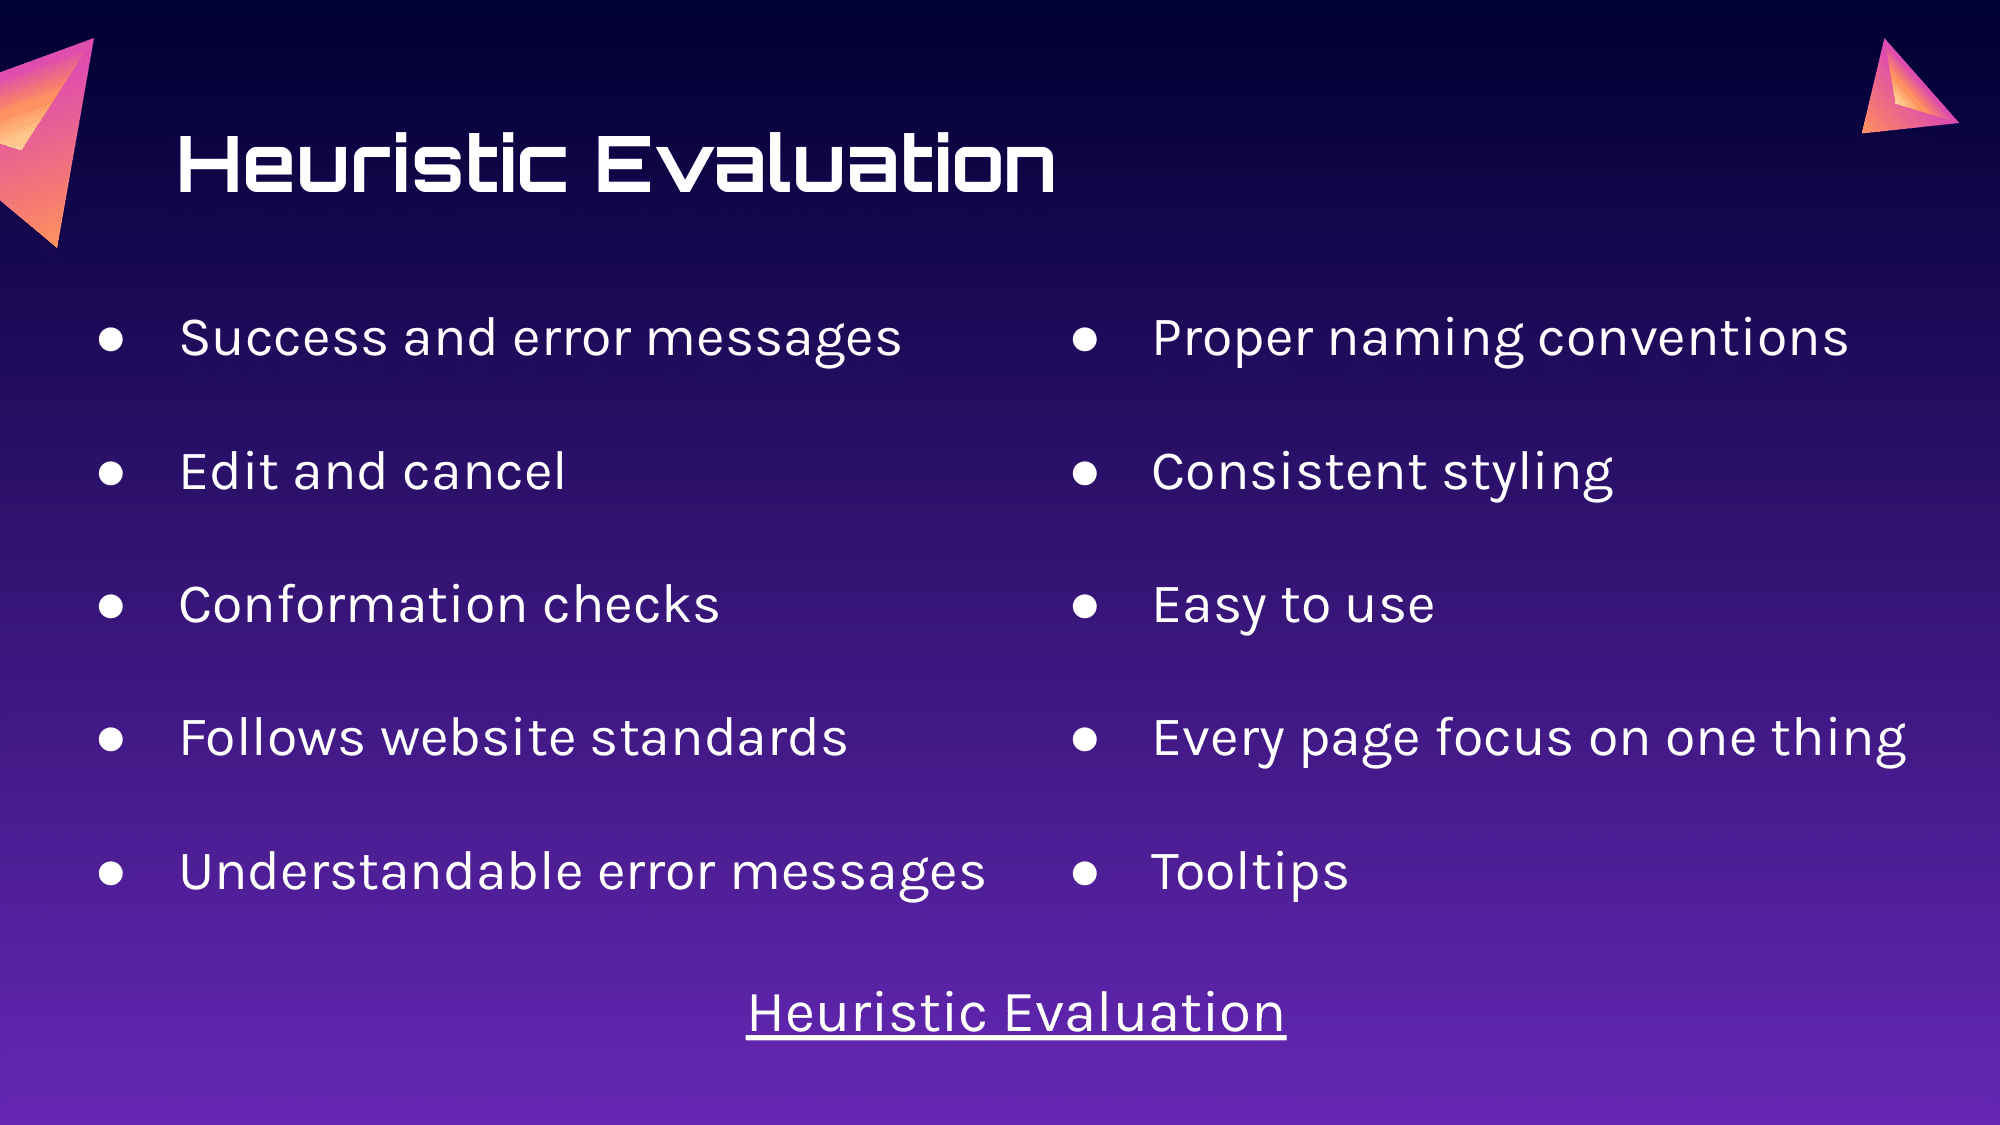 Heuristic Evaluation
● Success and error messages
● Edit and cancel
● Conformation checks
● Follows website standards
● Understandable error messages
● Proper naming conventions
● Consistent styling
● Easy to use
● Every page focus on one thing
● Tooltips
Heuristic Evaluation